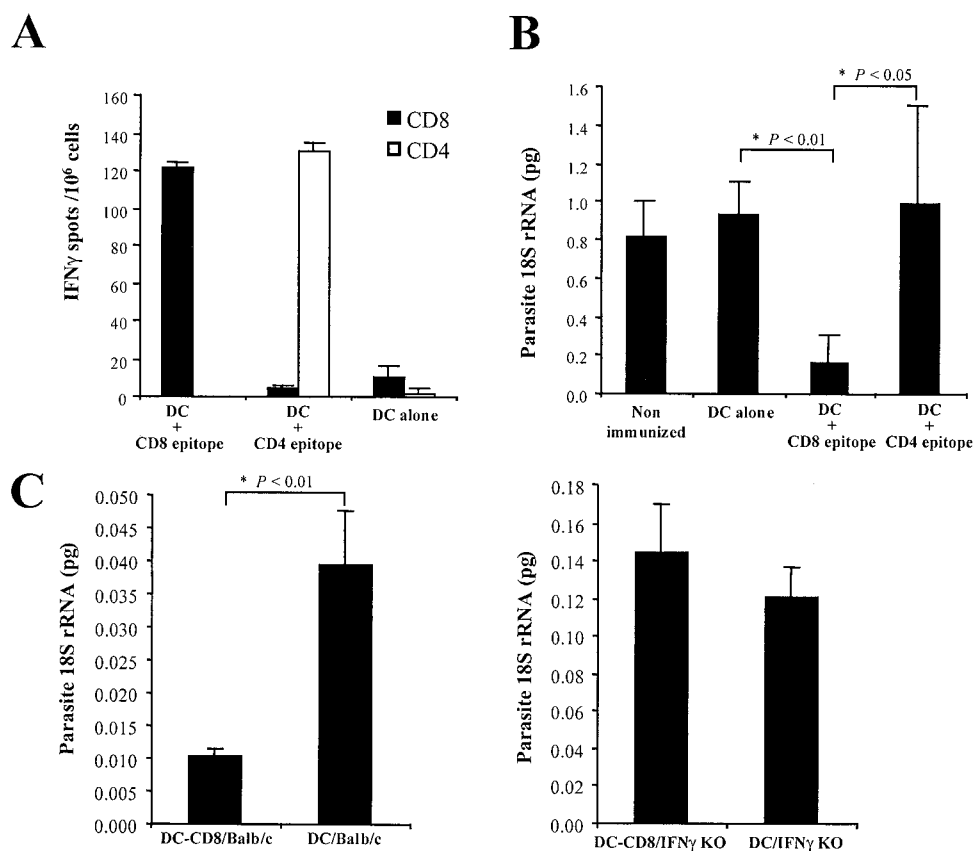 A
160
140
120
100
80
60
40
20
0
IFNγ spots /10⁶ cells
CD8
CD4
DC
+
CD8 epitope
DC
+
CD4 epitope
DC alone
B
* P < 0.05
* P < 0.01
1.6
1.4
1.2
1.0
0.8
0.6
0.4
0.2
0.0
Parasite 18S rRNA (pg)
Non
immunized
DC alone
DC
+
CD8 epitope
DC
+
CD4 epitope
C
* P < 0.01
0.050
0.045
0.040
0.035
0.030
0.025
0.020
0.015
0.010
0.005
0.000
Parasite 18S rRNA (pg)
DC-CD8/Balb/c
DC/Balb/c
0.18
0.16
0.14
0.12
0.10
0.08
0.06
0.04
0.02
0.00
Parasite 18S rRNA (pg)
DC-CD8/IFNγ KO
DC/IFNγ KO